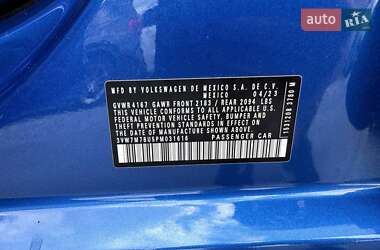 auto RIA
MFD BY VOLKSWAGEN DE MEXICO S.A. DE C.V.
MEXICO 04/23
GVWR 4167 GAWR FRONT 2183 / REAR 2094 LBS
THIS VEHICLE CONFORMS TO ALL APPLICABLE
FEDERAL MOTOR VEHICLE SAFETY, BUMPER AND
THEFT PREVENTION STANDARDS IN EFFECT ON THE
DATE OF MANUFACTURE SHOWN ABOVE.
3VW7M7BU5PM031616
PASSENGER CAR